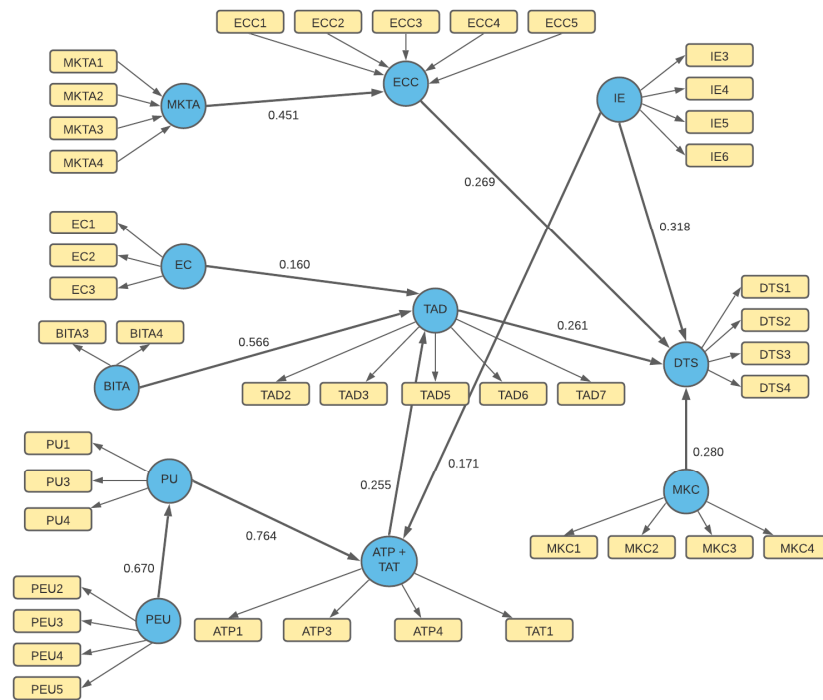 ECC1 ECC2 ECC3 ECC4 ECC5
MKTA1
MKTA2
MKTA3
MKTA4
MKTA
ECC
0.451
IE
IE3
IE4
IE5
IE6
0.269
0.318
EC1
EC2
EC3
EC
0.160
BITA3 BITA4
BITA
0.566
TAD
0.261
TAD2 TAD3 TAD5 TAD6 TAD7
DTS
DTS1
DTS2
DTS3
DTS4
PU1
PU3
PU4
PU
0.764
0.255
0.171
0.280
MKC
MKC1 MKC2 MKC3 MKC4
0.670
ATP +
TAT
PEU2
PEU3
PEU4
PEU5
PEU
ATP1 ATP3 ATP4 TAT1